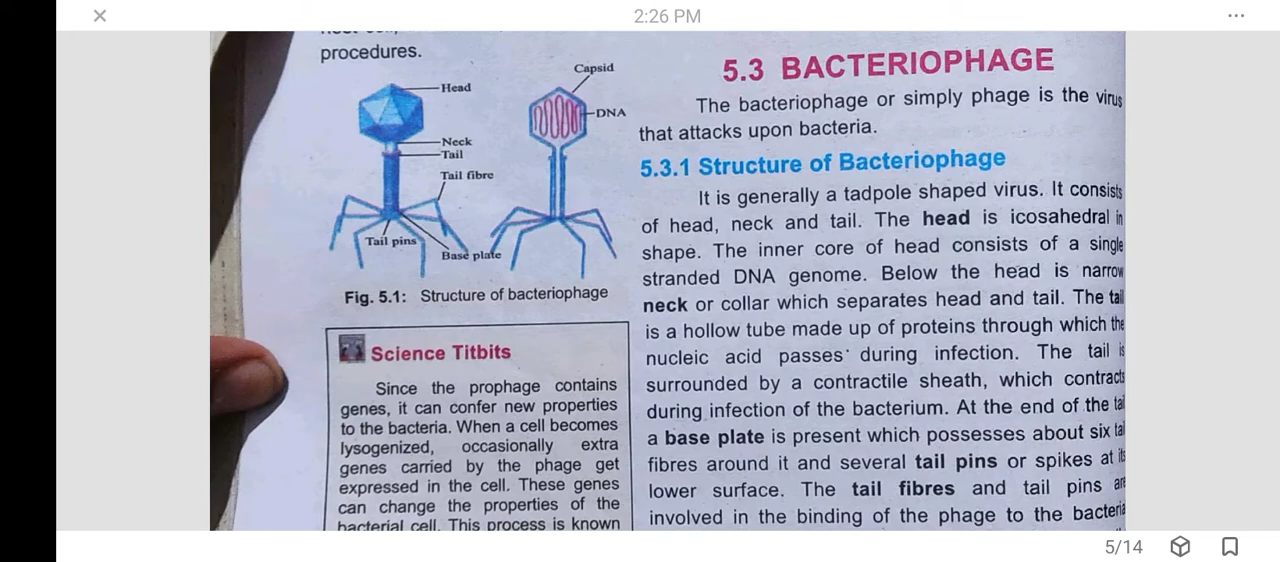 2:26 PM
procedures.
Capsid
Head
DNA
Neck
Tail
Tail fibre
Tail pins
Base plate
Fig. 5.1: Structure of bacteriophage
Science Titbits
Since the prophage contains
genes, it can confer new properties
to the bacteria. When a cell becomes
lysogenized, occasionally extra
genes carried by the phage get
expressed in the cell. These genes
can change the properties of the
bacterial cell. This process is known
5.3 BACTERIOPHAGE
The bacteriophage or simply phage is the virus
that attacks upon bacteria.
5.3.1 Structure of Bacteriophage
It is generally a tadpole shaped virus. It consists
of head, neck and tail. The head is icosahedral in
shape. The inner core of head consists of a single
stranded DNA genome. Below the head is narrow
neck or collar which separates head and tail. The tail
is a hollow tube made up of proteins through which the
nucleic acid passes during infection. The tail is
surrounded by a contractile sheath, which contracts
during infection of the bacterium. At the end of the tail
a base plate is present which possesses about six tail
fibres around it and several tail pins or spikes at its
lower surface. The tail fibres and tail pins are
involved in the binding of the phage to the bacteria
5/14